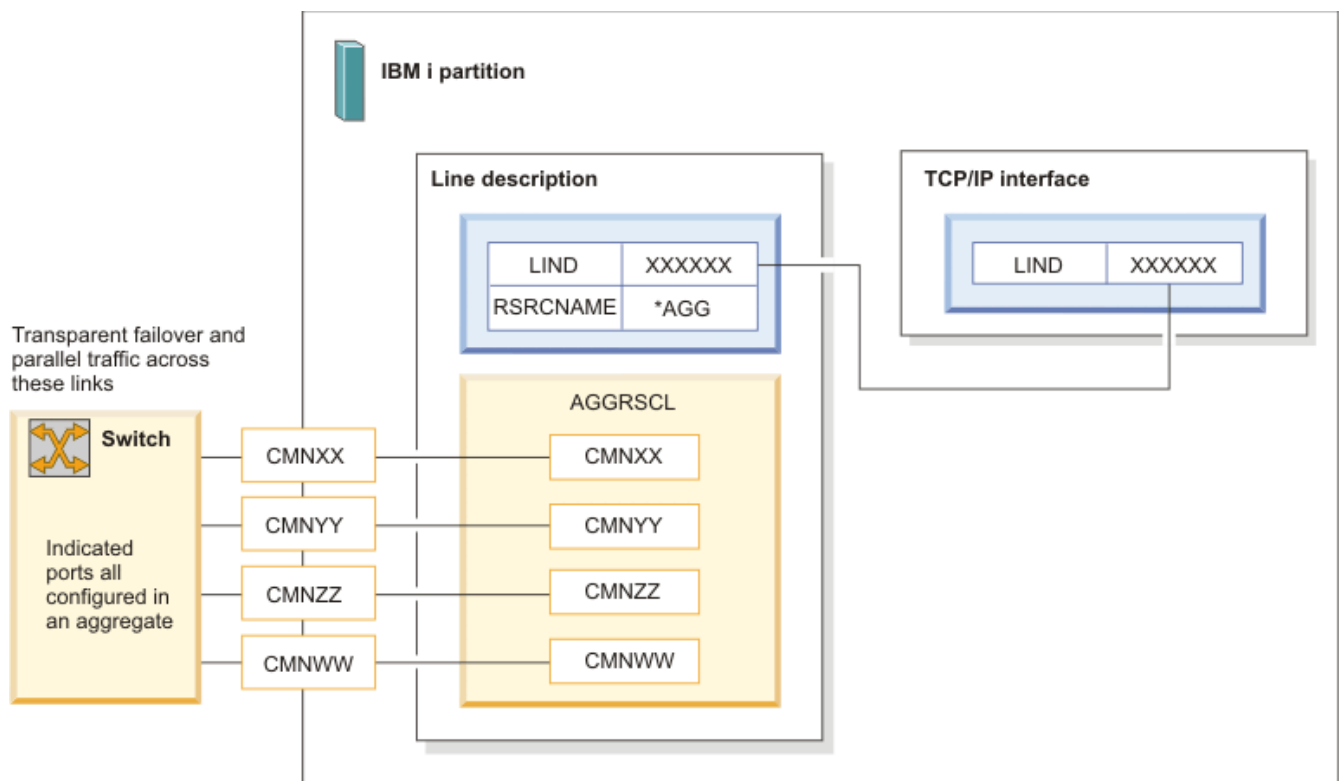 IBM i partition
Line description
TCP/IP interface
LIND XXXXXX
RSRCNAME *AGG
LIND XXXXXX
Transparent failover and
parallel traffic across
these links
Switch
Indicated
ports all
configured in
an aggregate
CMNXX
CMNYY
CMNZZ
CMNWW
AGGRSCL
CMNXX
CMNYY
CMNZZ
CMNWW